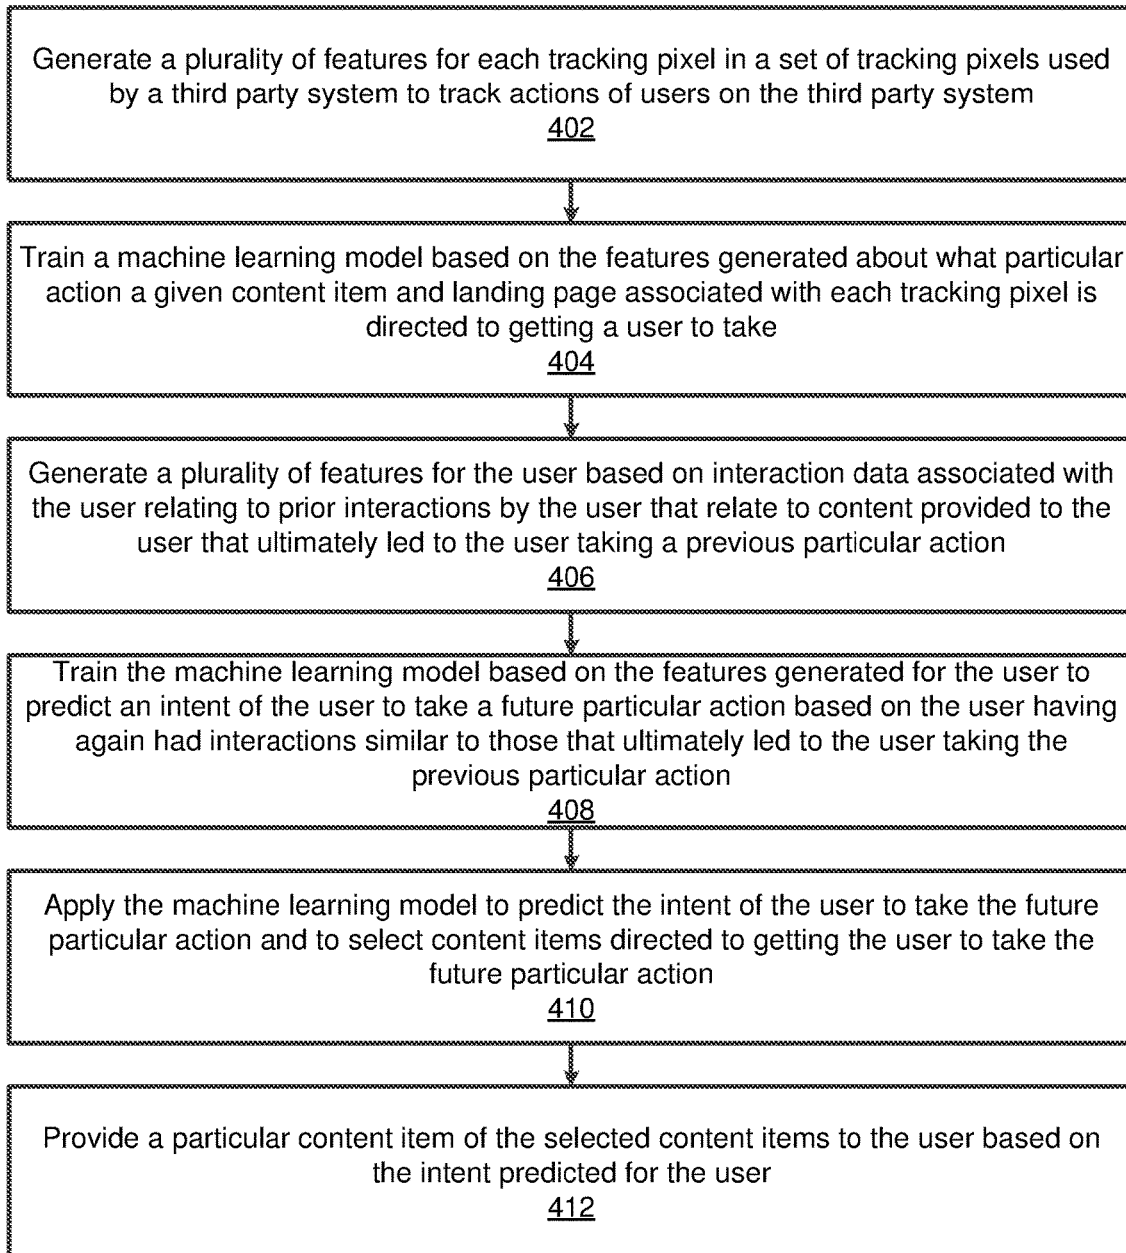 Generate a plurality of features for each tracking pixel in a set of tracking pixels used
by a third party system to track actions of users on the third party system
402
Train a machine learning model based on the features generated about what particular
action a given content item and landing page associated with each tracking pixel is
directed to getting a user to take
404
Generate a plurality of features for the user based on interaction data associated with
the user relating to prior interactions by the user that relate to content provided to the
user that ultimately led to the user taking a previous particular action
406
Train the machine learning model based on the features generated for the user to
predict an intent of the user to take a future particular action based on the user having
again had interactions similar to those that ultimately led to the user taking the
previous particular action
408
Apply the machine learning model to predict the intent of the user to take the future
particular action and to select content items directed to getting the user to take the
future particular action
410
Provide a particular content item of the selected content items to the user based on
the intent predicted for the user
412